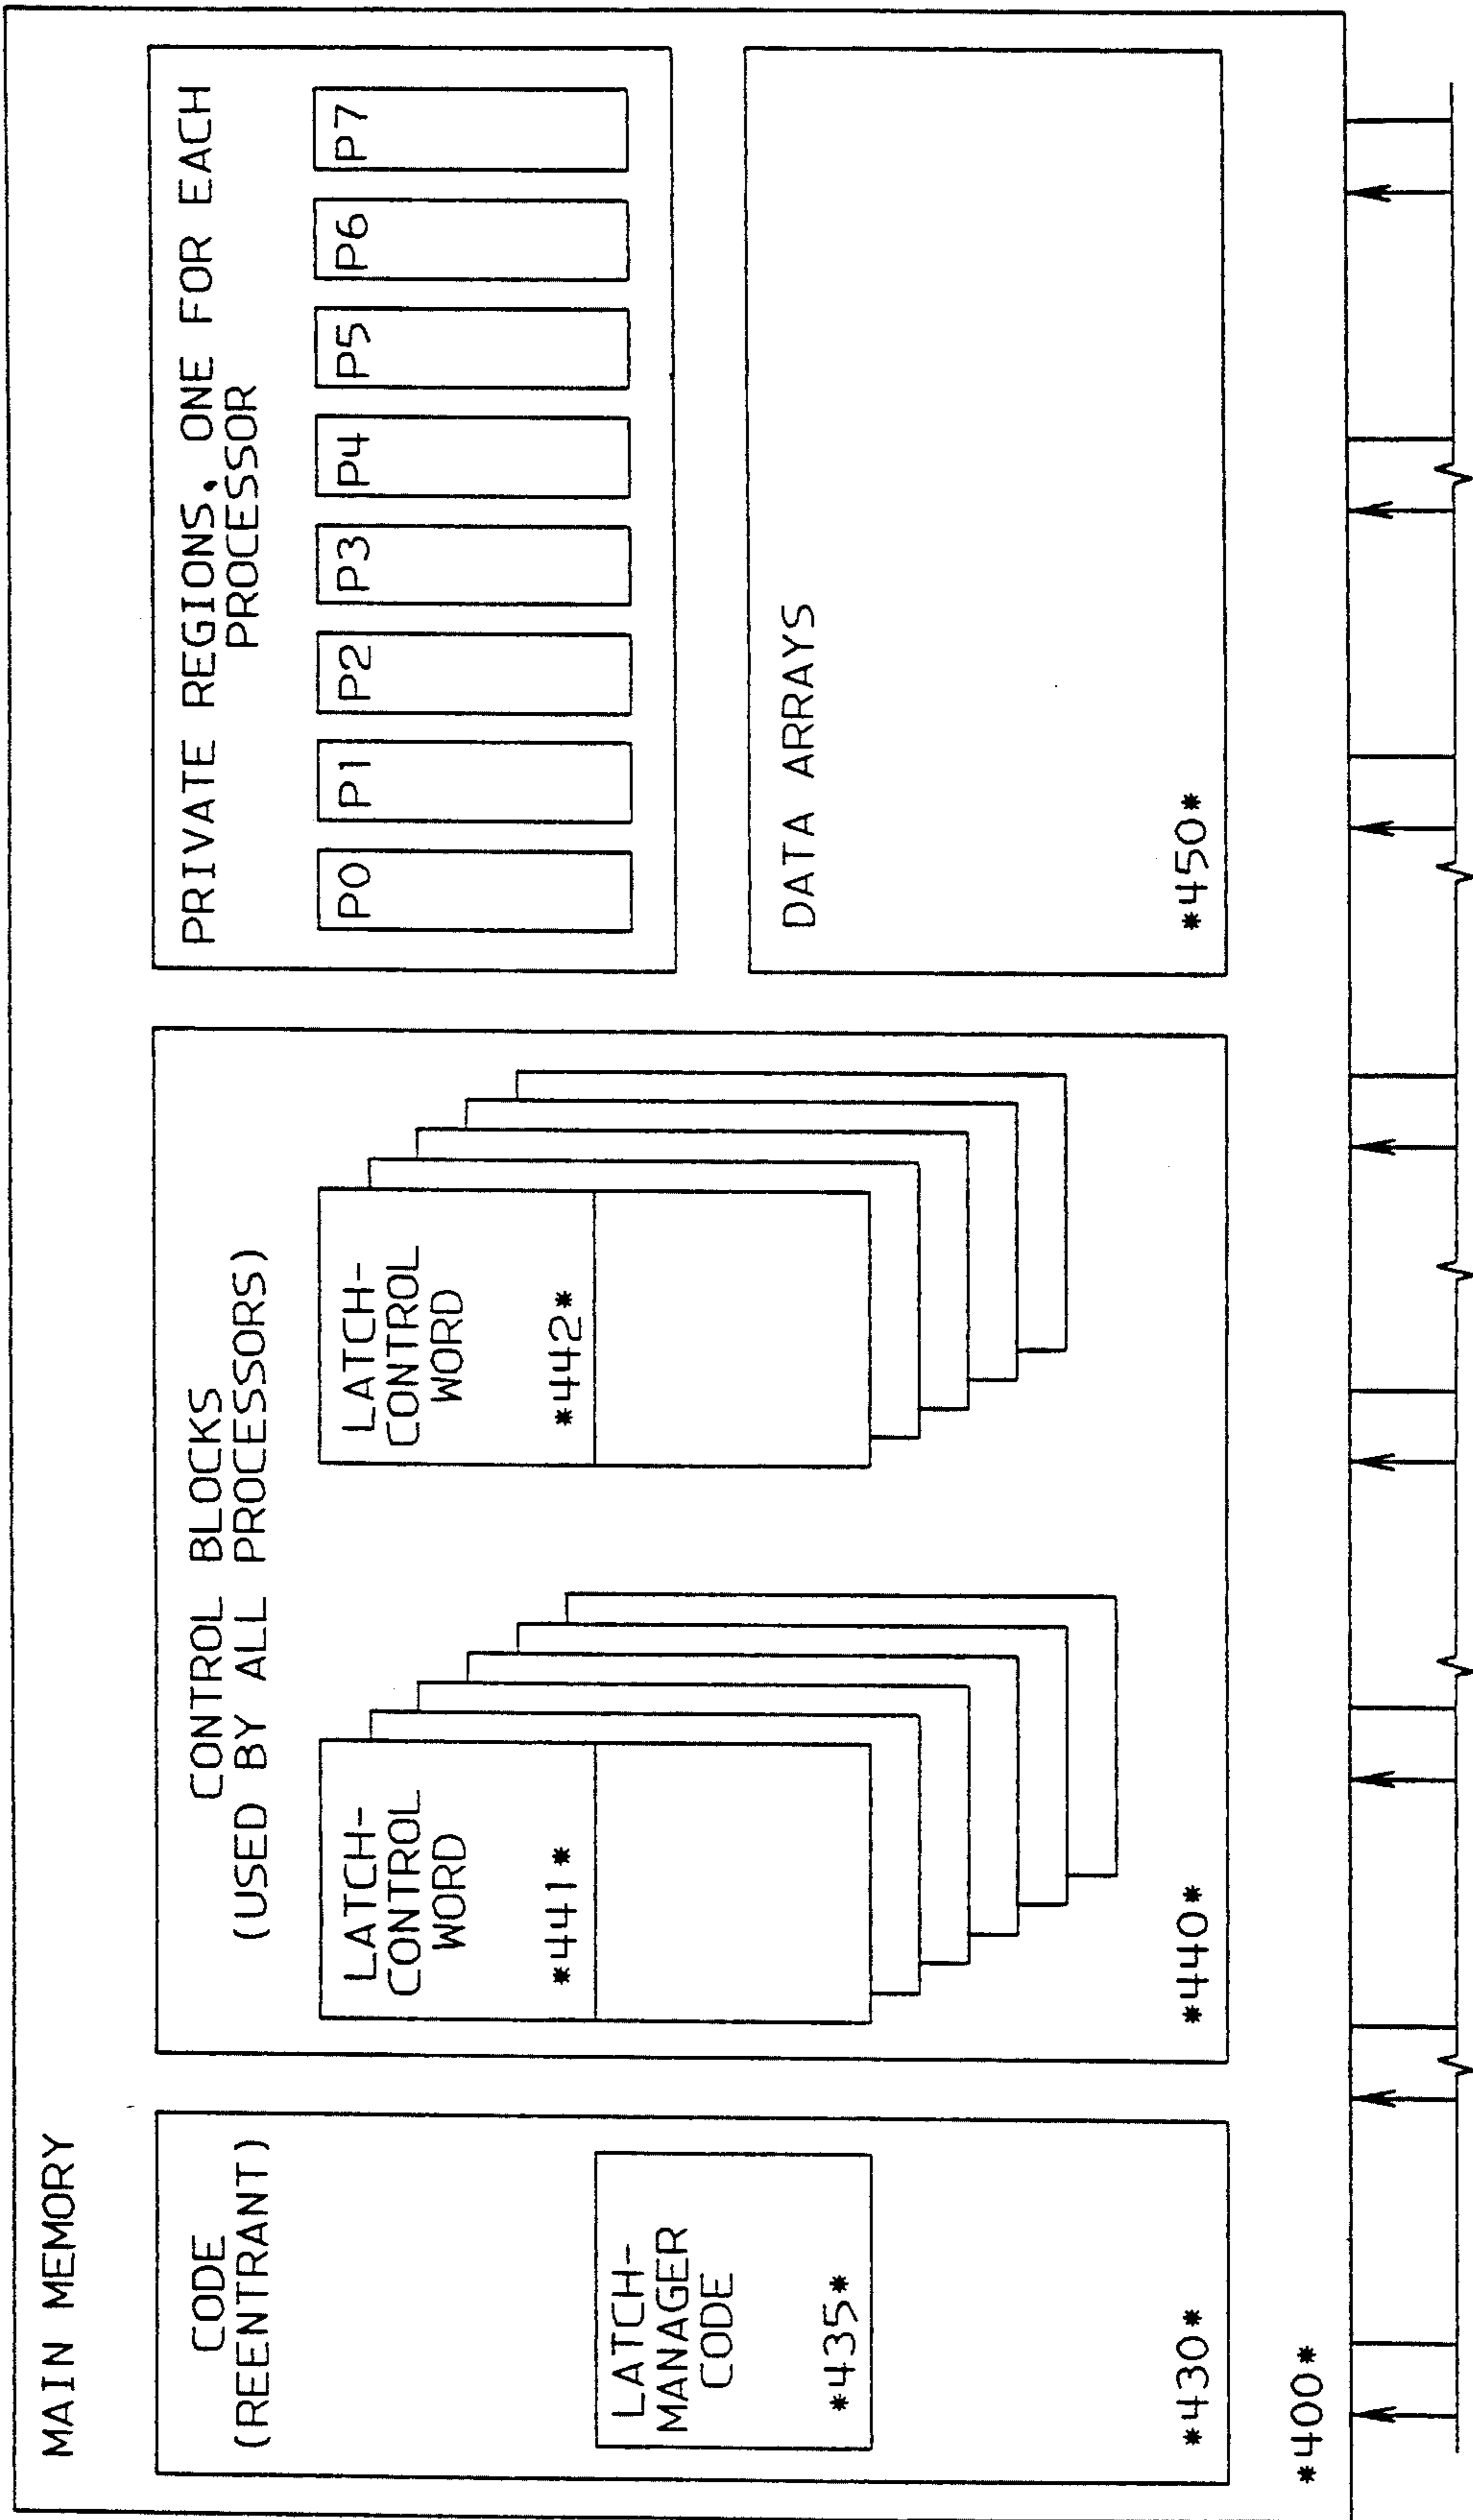 MAIN MEMORY
CODE
(REENTRANT)
LATCH-
MANAGER
CODE
*435*
*430*
*400*
CONTROL BLOCKS
(USED BY ALL PROCESSORS)
LATCH-
CONTROL
WORD
*441*
LATCH-
CONTROL
WORD
*442*
*440*
PRIVATE REGIONS, ONE FOR EACH
PROCESSOR
P0 P1 P2 P3 P4 P5 P6 P7
DATA ARRAYS
*450*